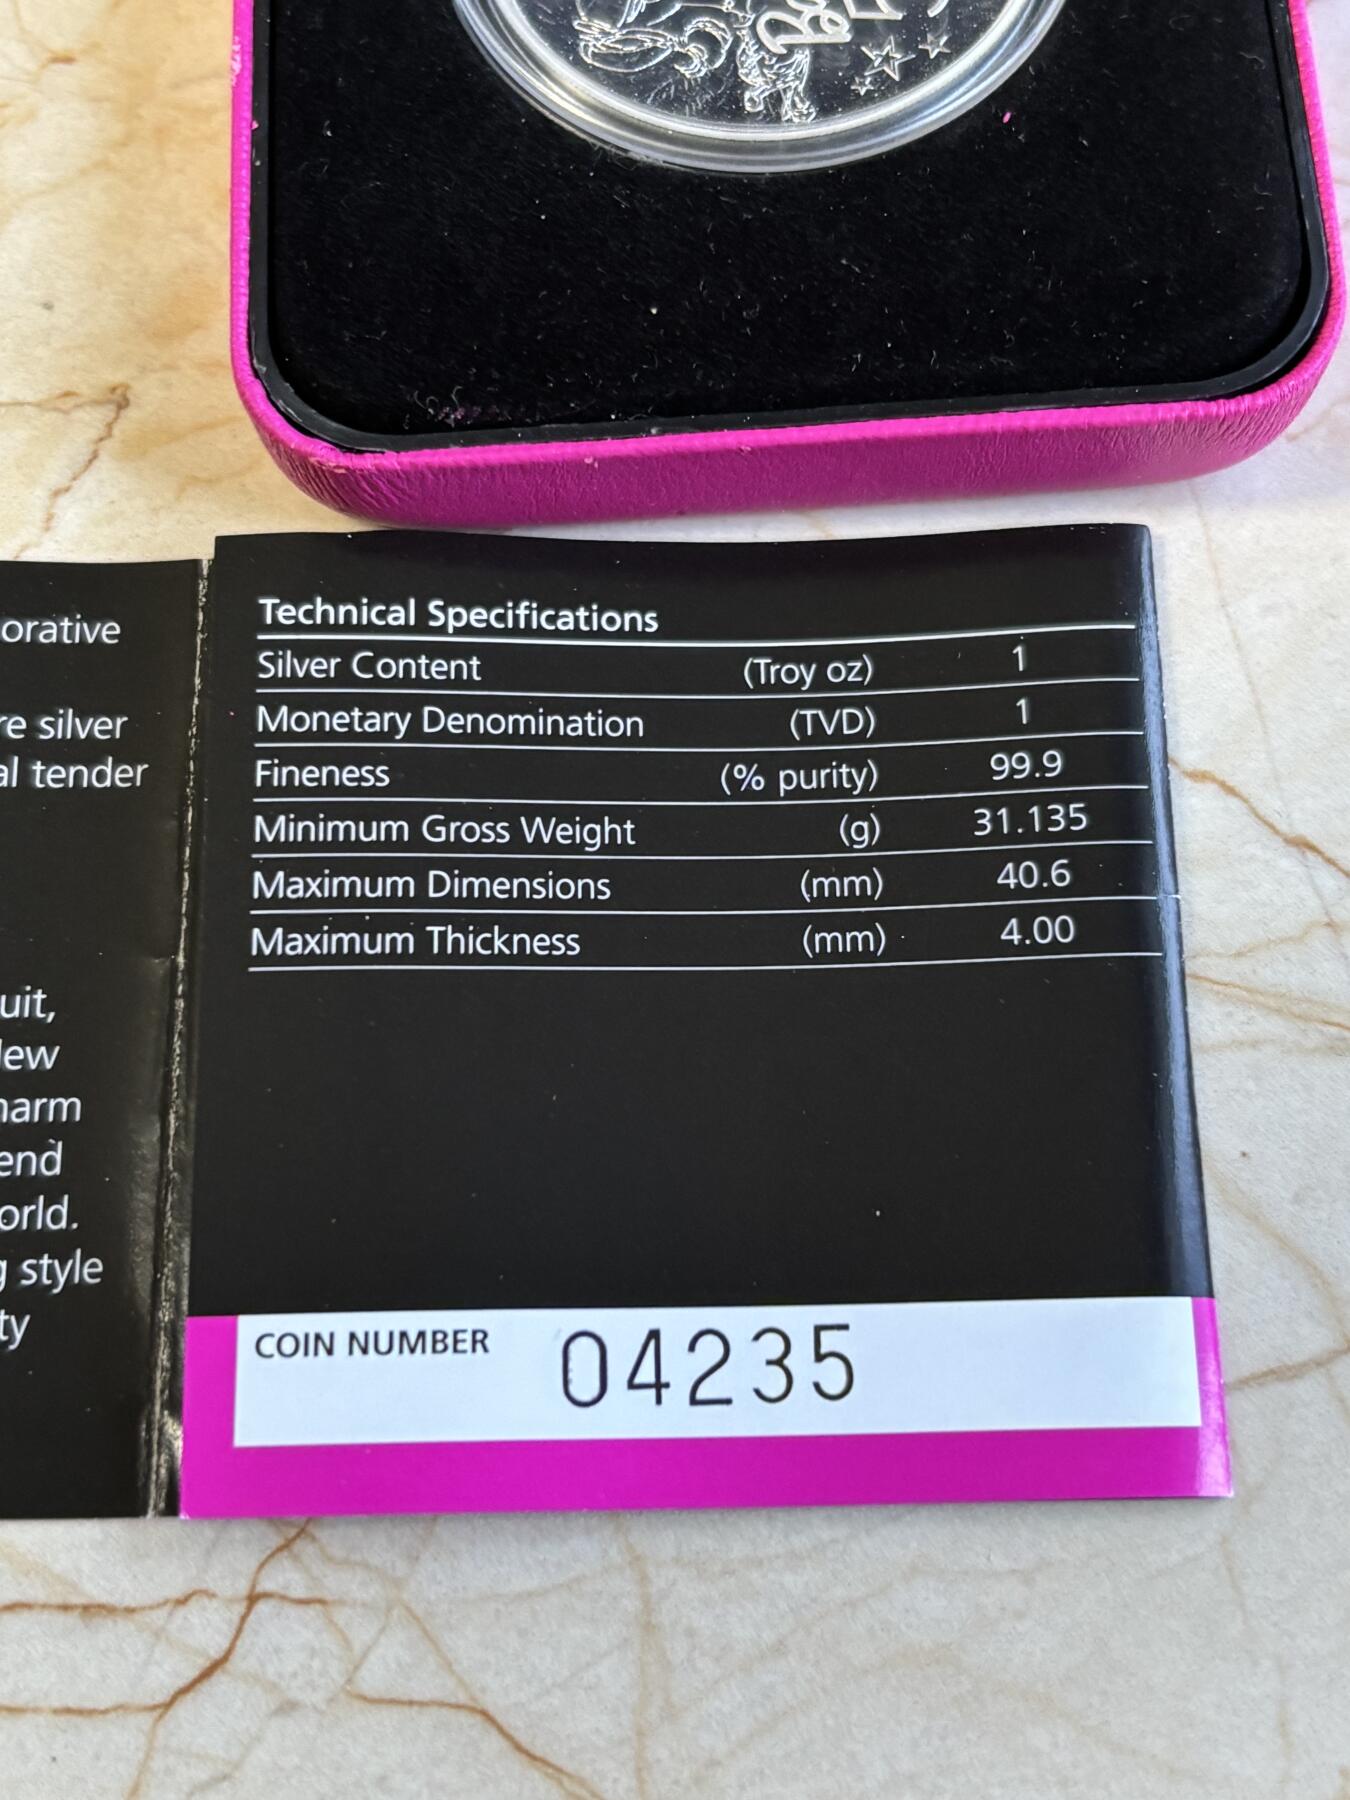 orative
re silver
al tender
uit,
lew
harm
end
orld.
g style
ty
Technical Specifications
Silver Content (Troy oz) 1
Monetary Denomination (TVD) 1
Fineness (% purity) 99.9
Minimum Gross Weight (g) 31.135
Maximum Dimensions (mm) 40.6
Maximum Thickness (mm) 4.00
COIN NUMBER 04235